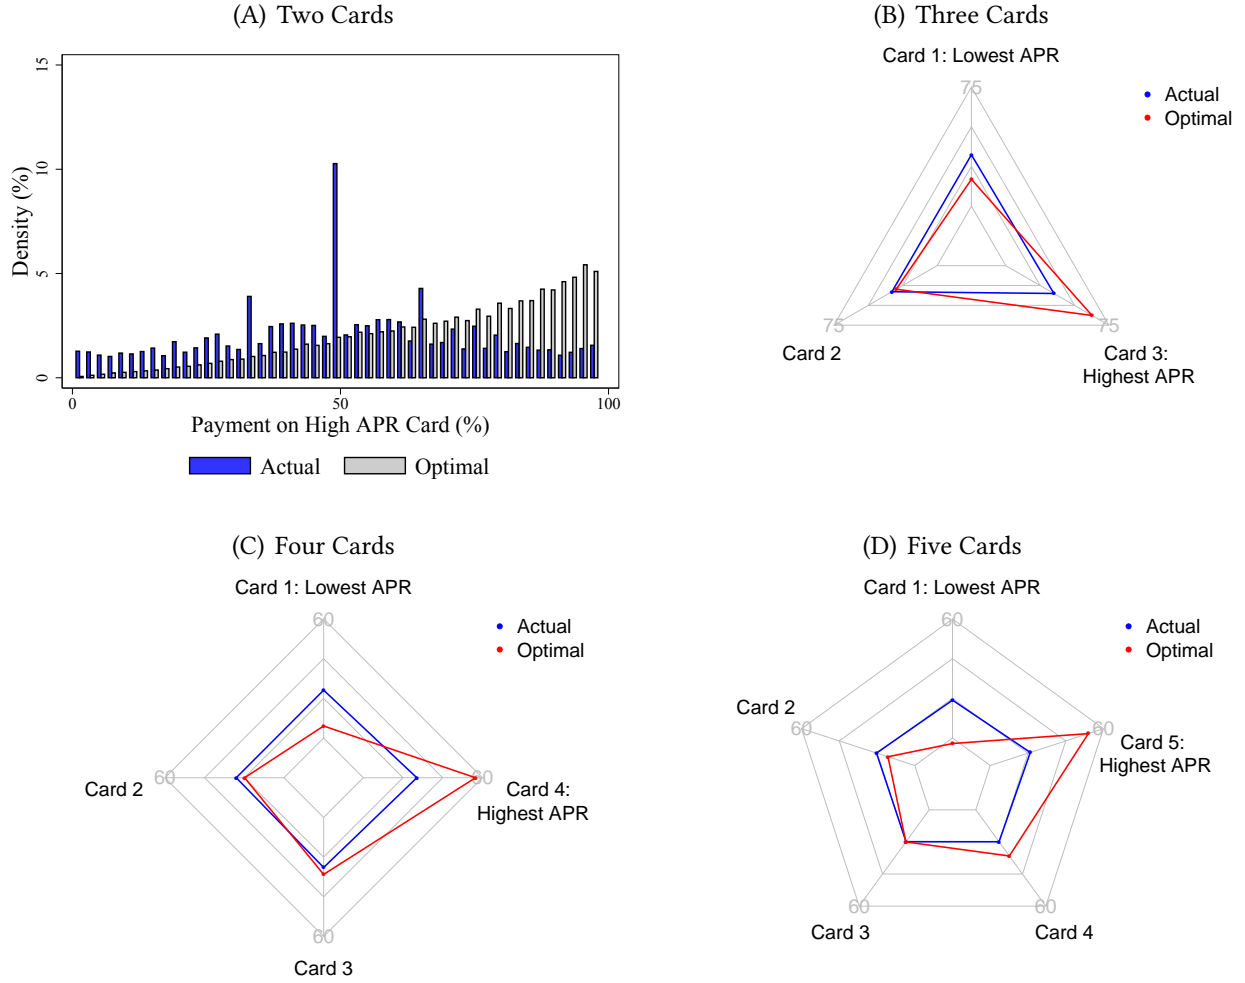 (A) Two Cards
15
10
5
0
Density (%)
0 50 100
Payment on High APR Card (%)
Actual Optimal
(B) Three Cards
Card 1: Lowest APR
75
Actual
Optimal
75
75
Card 2
Card 3:
Highest APR
(C) Four Cards
Card 1: Lowest APR
60
Actual
Optimal
60
60
Card 2
Card 4:
Highest APR
60
Card 3
(D) Five Cards
Card 1: Lowest APR
60
Actual
Optimal
Card 2
60
60
Card 5:
Highest APR
60
60
Card 3
Card 4